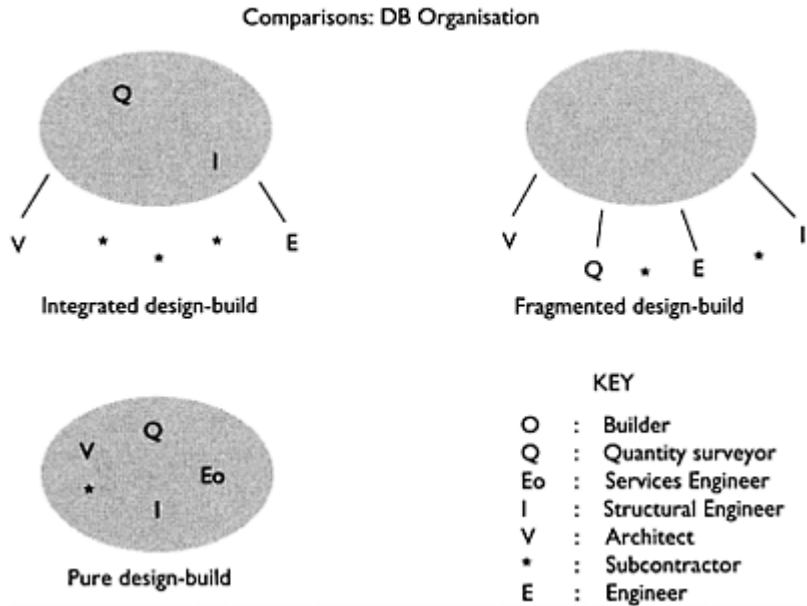 Comparisons: DB Organisation
Q
I
V * * * E
Integrated design-build
V Q * E * I
Fragmented design-build
Q
V
Eo
*
I
Pure design-build
KEY
O : Builder
Q : Quantity surveyor
Eo : Services Engineer
I : Structural Engineer
V : Architect
* : Subcontractor
E : Engineer